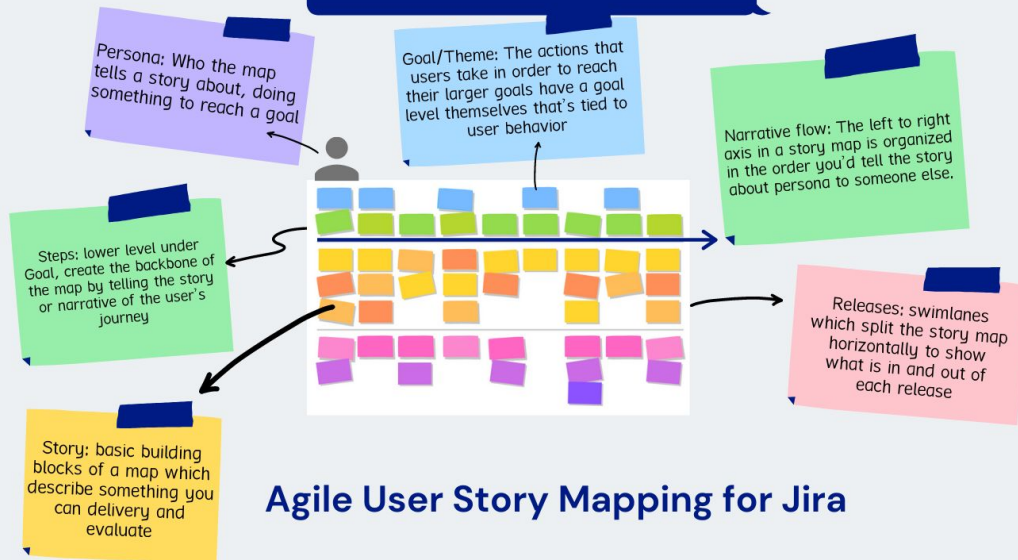 Persona: Who the map
tells a story about, doing
something to reach a goal
Goal/Theme: The actions that
users take in order to reach
their larger goals have a goal
level themselves that's tied to
user behavior
Narrative flow: The left to right
axis in a story map is organized
in the order you'd tell the story
about persona to someone else.
Steps: lower level under
Goal, create the backbone of
the map by telling the story
or narrative of the user's
journey
Releases: swimlanes
which split the story map
horizontally to show
what is in and out of
each release
Story: basic building
blocks of a map which
describe something you
can delivery and
evaluate
Agile User Story Mapping for Jira